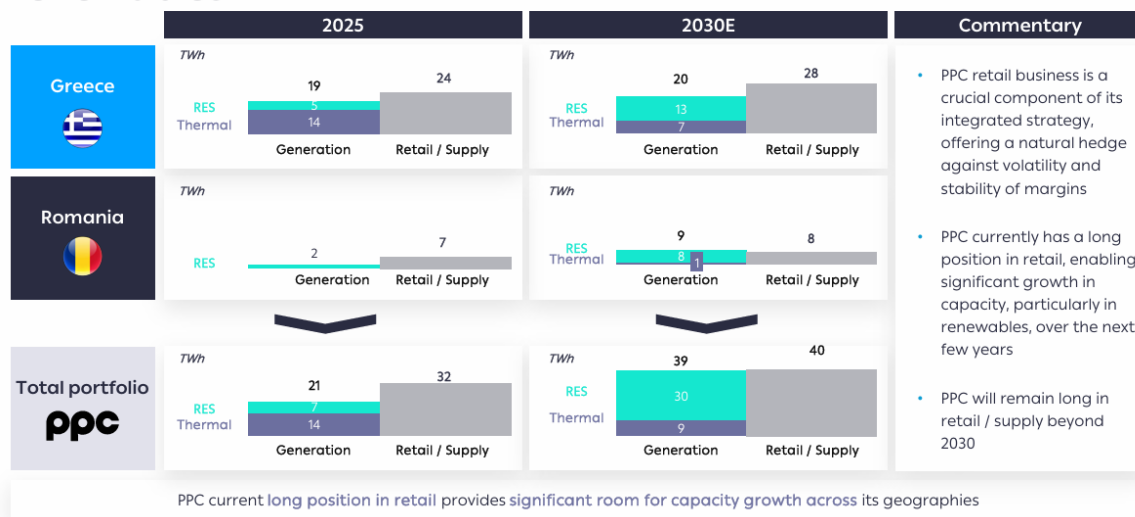 2025
2030E
Commentary
Greece
TWh
19
24
RES
5
Thermal
14
Generation
Retail / Supply
TWh
20
28
RES
13
Thermal
7
Generation
Retail / Supply
Romania
TWh
2
7
RES
Generation
Retail / Supply
TWh
9
8
RES
8
Thermal
1
Generation
Retail / Supply
Total portfolio
ppc
TWh
21
32
RES
7
Thermal
14
Generation
Retail / Supply
TWh
39
40
RES
30
Thermal
9
Generation
Retail / Supply
• PPC retail business is a
crucial component of its
integrated strategy,
offering a natural hedge
against volatility and
stability of margins
• PPC currently has a long
position in retail, enabling
significant growth in
capacity, particularly in
renewables, over the next
few years
• PPC will remain long in
retail / supply beyond
2030
PPC current long position in retail provides significant room for capacity growth across its geographies